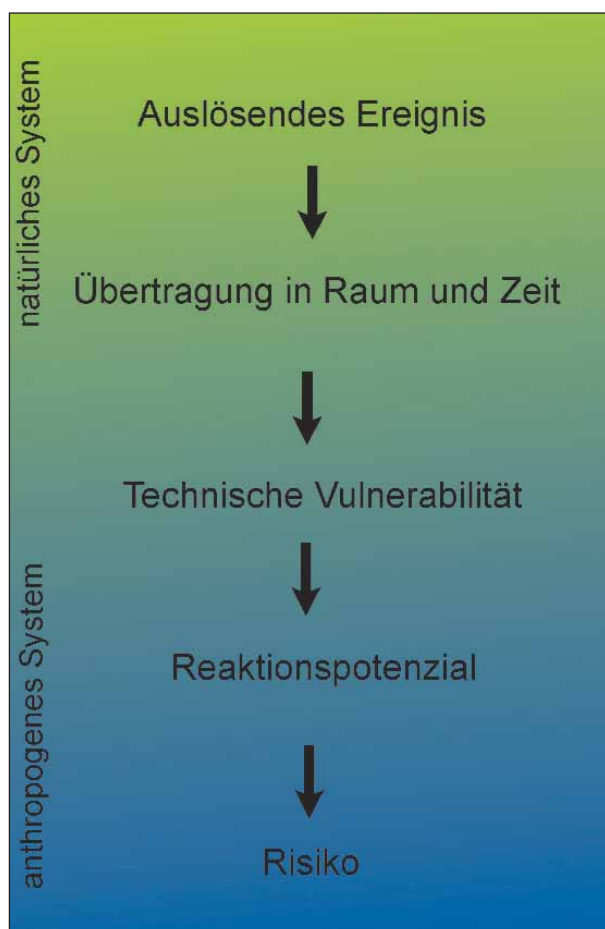 natürliches System
Auslösendes Ereignis
Übertragung in Raum und Zeit
Technische Vulnerabilität
anthropogenes System
Reaktionspotenzial
Risiko